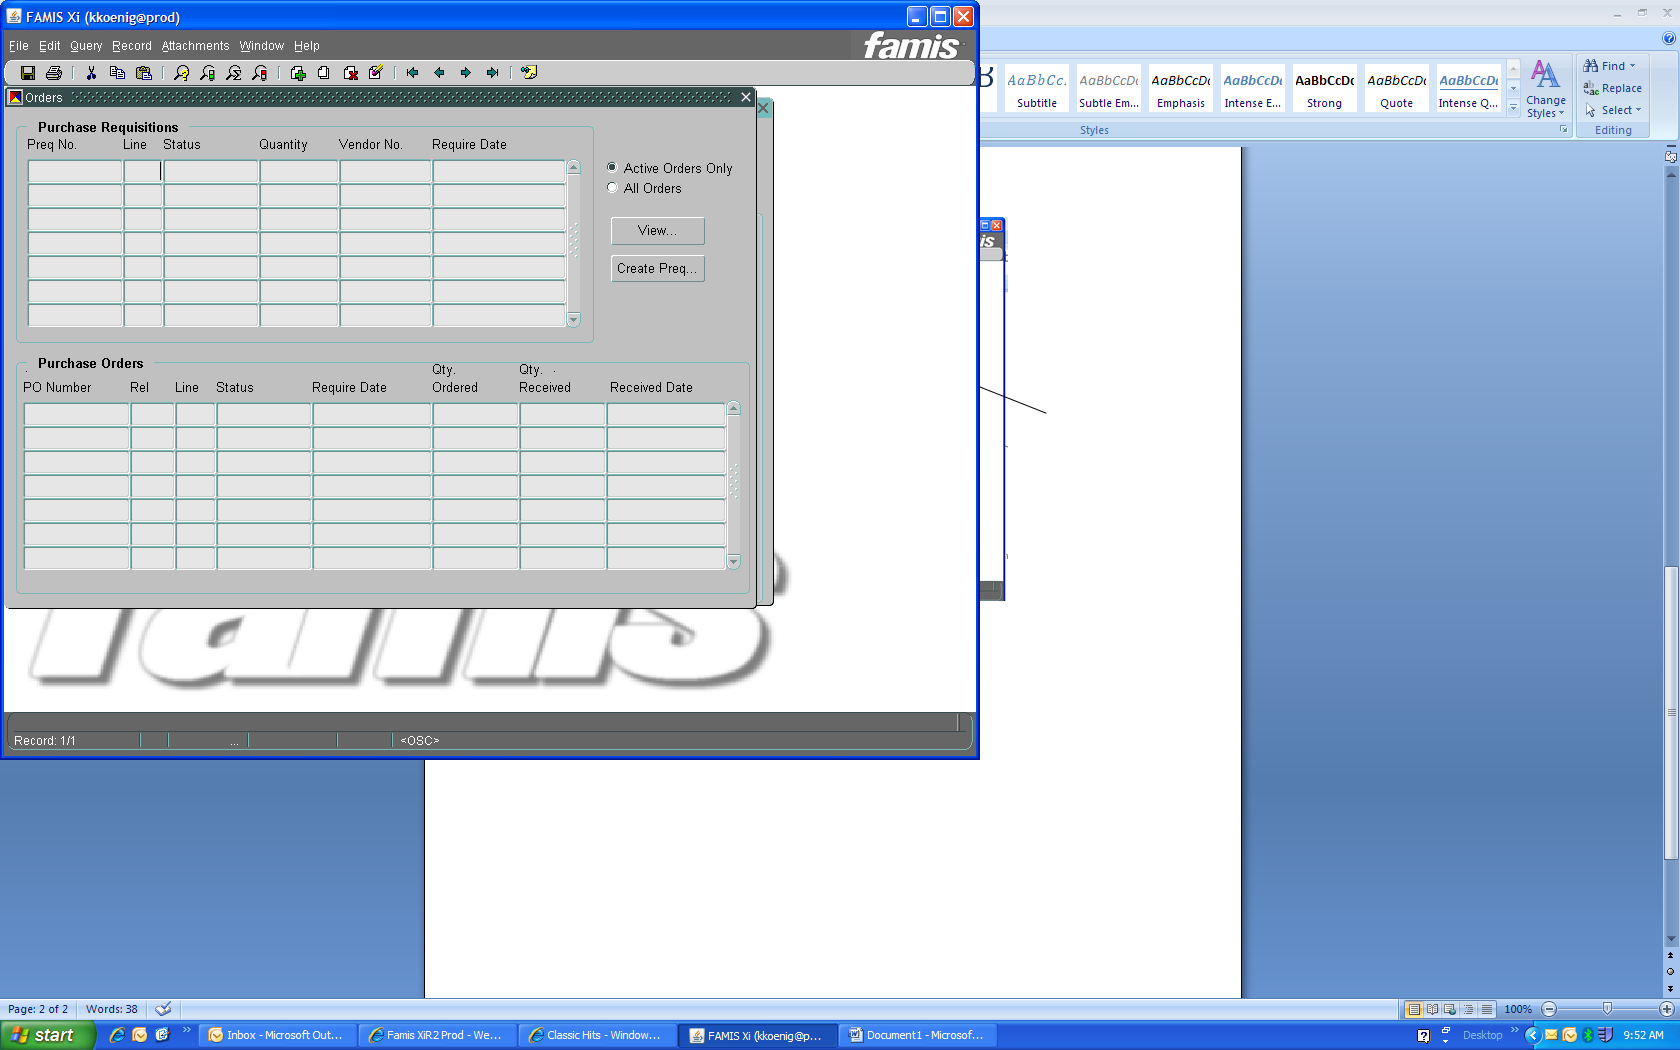 FAMIS Xi (kkoenig@prod)
File Edit Query Record Attachments Window Help
famis
Orders
Purchase Requisitions
Preq No. Line Status Quantity Vendor No. Require Date
Active Orders Only
All Orders
View...
Create Preq...
Purchase Orders
PO Number Rel Line Status Require Date Qty. Ordered Qty. Received Received Date
Record: 1/1 ... <OSC>
AaBbCc. AaBbCcDc AaBbCcDc AaBbCcDc AaBbCcDc AaBbCcDc AaBbCcDc
Subtitle Subtle Em... Emphasis Intense E... Strong Quote Intense Q...
Change Styles
Styles
Find
Replace
Select
Editing
is
Page: 2 of 2 Words: 38 100%
start Inbox - Microsoft Out... Famis XiR2 Prod - We... Classic Hits - Window... FAMIS Xi (kkoenig@p... Document1 - Microsof... Desktop 9:52 AM